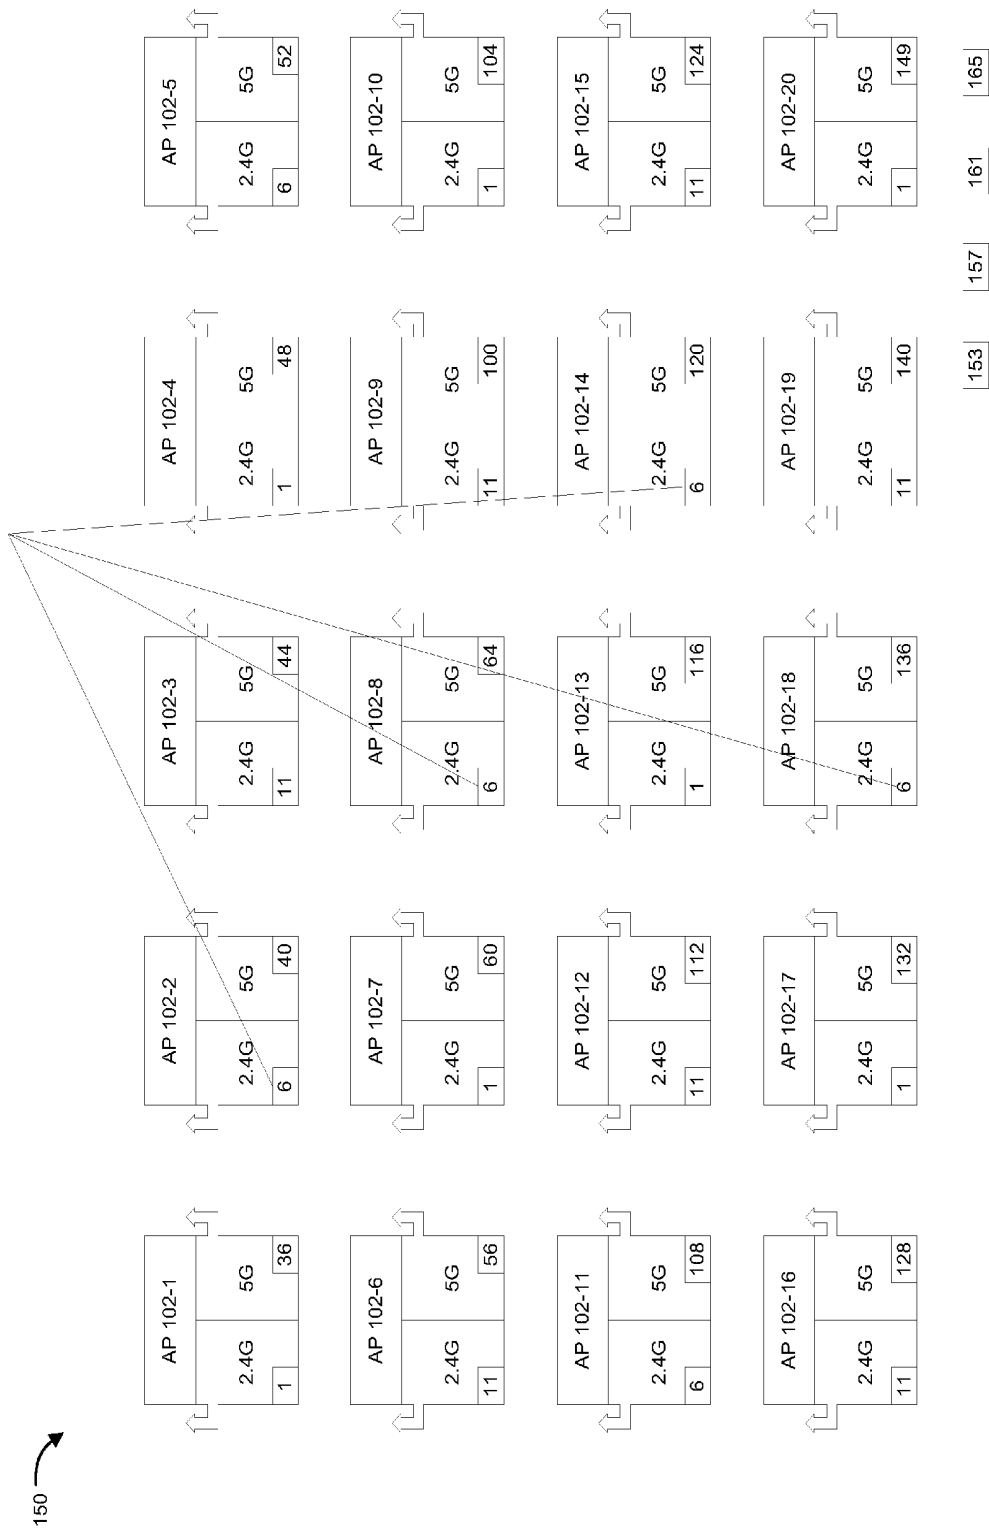 150
AP 102-1
2.4G 5G
1 36
AP 102-2
2.4G 5G
6 40
AP 102-3
2.4G 5G
11 44
AP 102-4
2.4G 5G
1 48
AP 102-5
2.4G 5G
6 52
AP 102-6
2.4G 5G
11 56
AP 102-7
2.4G 5G
1 60
AP 102-8
2.4G 5G
6 64
AP 102-9
2.4G 5G
11 100
AP 102-10
2.4G 5G
1 104
AP 102-11
2.4G 5G
6 108
AP 102-12
2.4G 5G
11 112
AP 102-13
2.4G 5G
1 116
AP 102-14
2.4G 5G
6 120
AP 102-15
2.4G 5G
11 124
AP 102-16
2.4G 5G
11 128
AP 102-17
2.4G 5G
1 132
AP 102-18
2.4G 5G
6 136
AP 102-19
2.4G 5G
11 140
AP 102-20
2.4G 5G
1 149
153 157 161 165